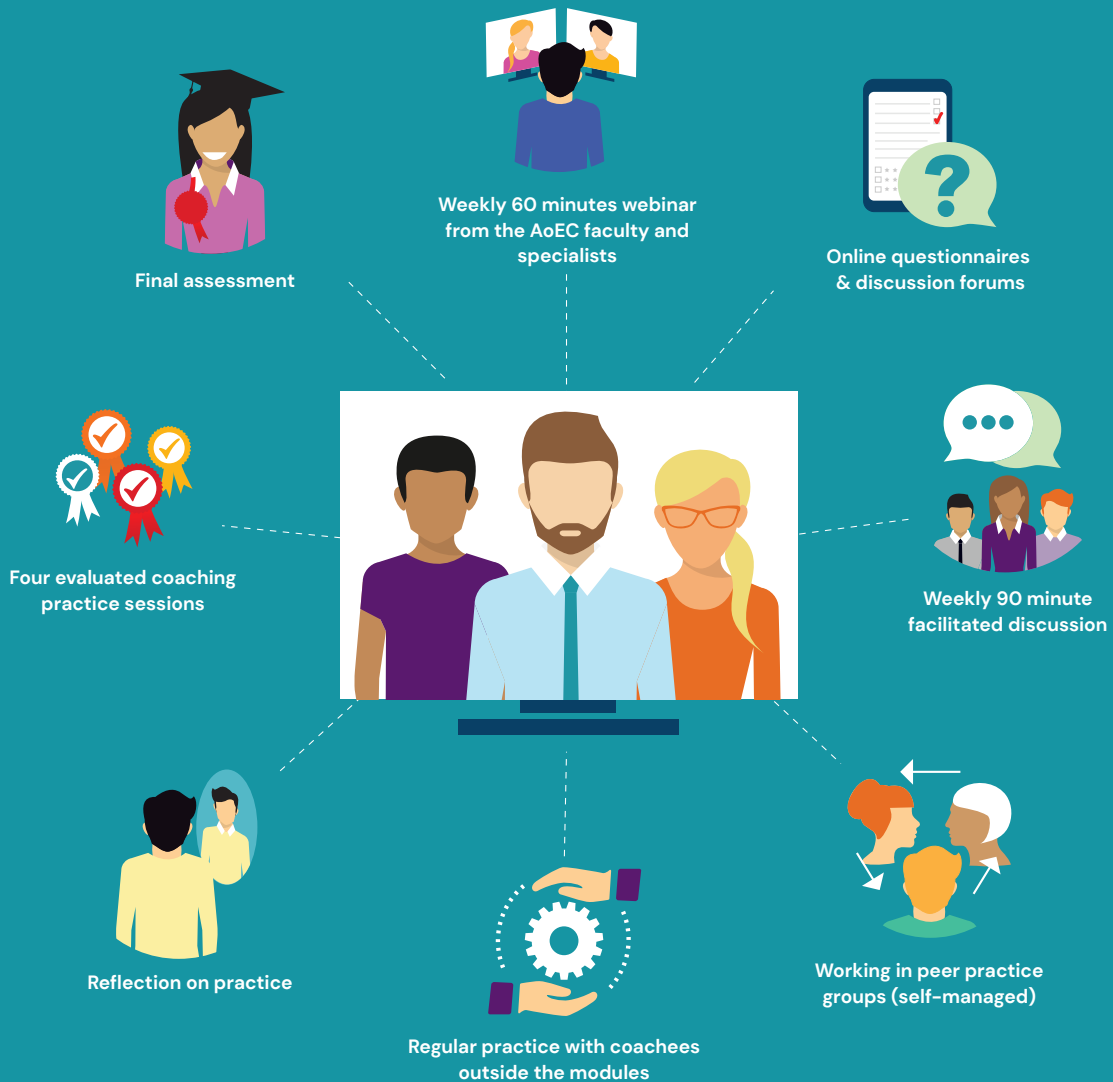 Weekly 60 minutes webinar
from the AoEC faculty and
specialists
Online questionnaires
& discussion forums
Final assessment
Weekly 90 minute
facilitated discussion
Four evaluated coaching
practice sessions
Working in peer practice
groups (self-managed)
Reflection on practice
Regular practice with coachees
outside the modules